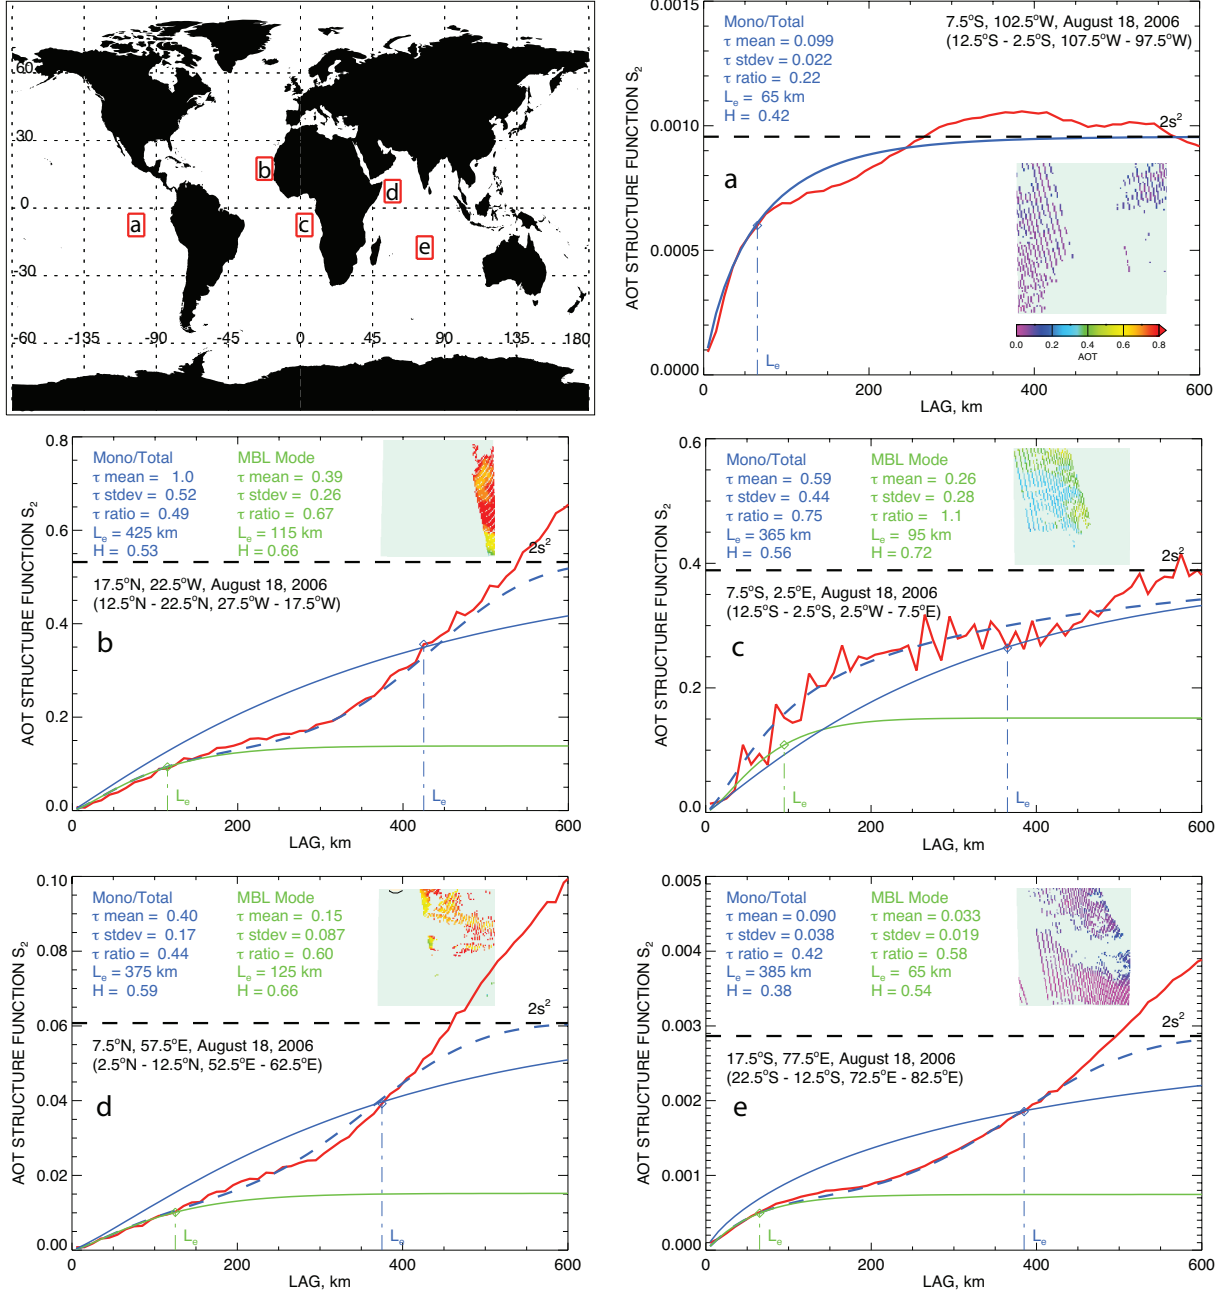 60
30
0
-30
-60
-135
-90
-45
0
45
90
135
180
a
b
c
d
e
AOT STRUCTURE FUNCTION S2
0.0015
0.0010
0.0005
0.0000
Mono/Total
τ mean = 0.099
τ stdev = 0.022
τ ratio = 0.22
Le = 65 km
H = 0.42
7.5°S, 102.5°W, August 18, 2006
(12.5°S - 2.5°S, 107.5°W - 97.5°W)
2s²
a
0.0 0.2 0.4 0.6 0.8
AOT
Le
0 200 400 600
LAG, km
AOT STRUCTURE FUNCTION S2
0.8
0.6
0.4
0.2
0.0
Mono/Total
τ mean = 1.0
τ stdev = 0.52
τ ratio = 0.49
Le = 425 km
H = 0.53
MBL Mode
τ mean = 0.39
τ stdev = 0.26
τ ratio = 0.67
Le = 115 km
H = 0.66
2s²
17.5°N, 22.5°W, August 18, 2006
(12.5°N - 22.5°N, 27.5°W - 17.5°W)
b
Le
Le
0 200 400 600
LAG, km
AOT STRUCTURE FUNCTION S2
0.6
0.4
0.2
0.0
Mono/Total
τ mean = 0.59
τ stdev = 0.44
τ ratio = 0.75
Le = 365 km
H = 0.56
MBL Mode
τ mean = 0.26
τ stdev = 0.28
τ ratio = 1.1
Le = 95 km
H = 0.72
2s²
7.5°S, 2.5°E, August 18, 2006
(12.5°S - 2.5°S, 2.5°W - 7.5°E)
c
Le
Le
0 200 400 600
LAG, km
AOT STRUCTURE FUNCTION S2
0.10
0.08
0.06
0.04
0.02
0.00
Mono/Total
τ mean = 0.40
τ stdev = 0.17
τ ratio = 0.44
Le = 375 km
H = 0.59
MBL Mode
τ mean = 0.15
τ stdev = 0.087
τ ratio = 0.60
Le = 125 km
H = 0.66
2s²
7.5°N, 57.5°E, August 18, 2006
(2.5°N - 12.5°N, 52.5°E - 62.5°E)
d
Le
Le
0 200 400 600
LAG, km
AOT STRUCTURE FUNCTION S2
0.005
0.004
0.003
0.002
0.001
0.000
Mono/Total
τ mean = 0.090
τ stdev = 0.038
τ ratio = 0.42
Le = 385 km
H = 0.38
MBL Mode
τ mean = 0.033
τ stdev = 0.019
τ ratio = 0.58
Le = 65 km
H = 0.54
2s²
17.5°S, 77.5°E, August 18, 2006
(22.5°S - 12.5°S, 72.5°E - 82.5°E)
e
Le
Le
0 200 400 600
LAG, km